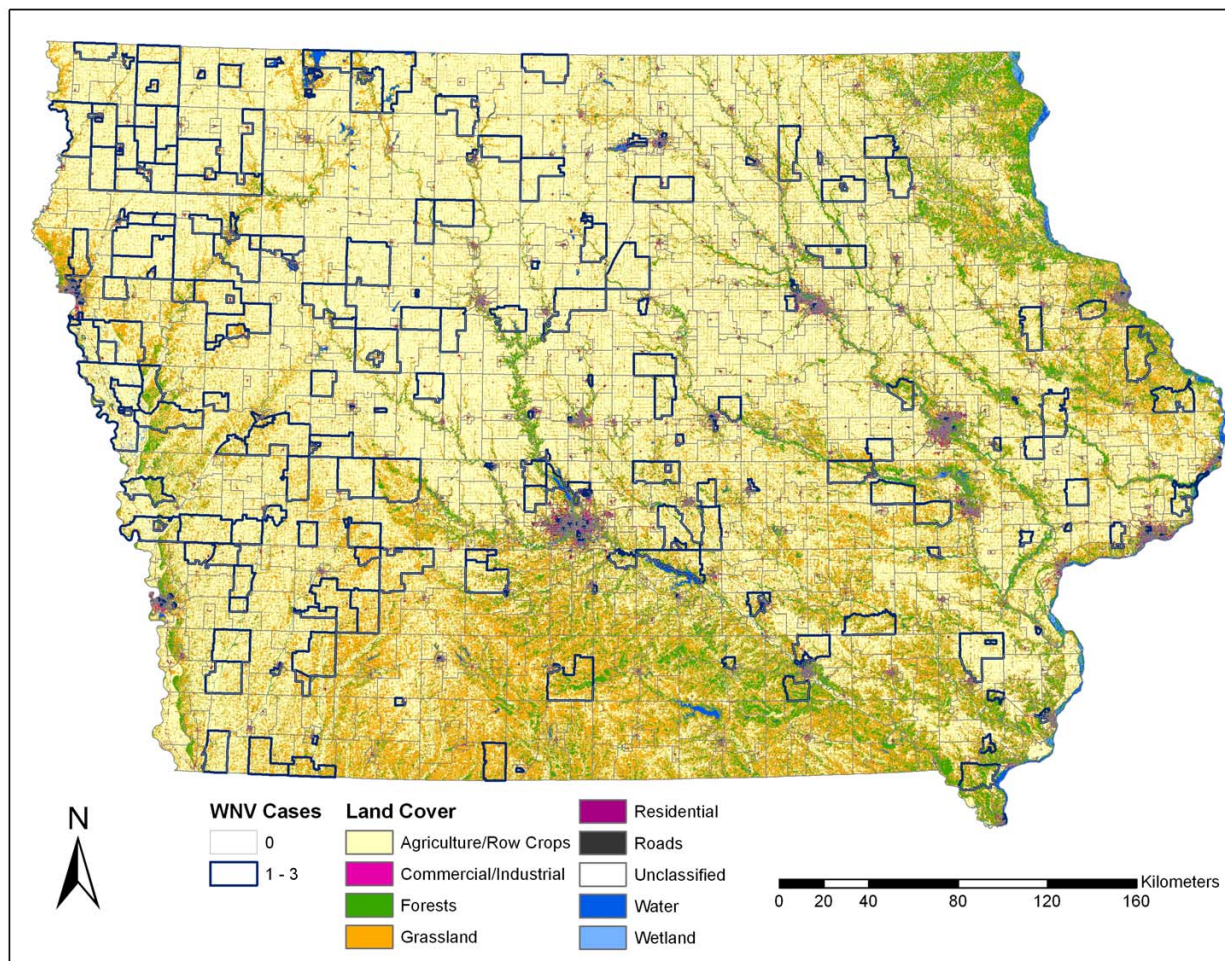 N
WNV Cases
0
1 - 3
Land Cover
Agriculture/Row Crops
Commercial/Industrial
Forests
Grassland
Residential
Roads
Unclassified
Water
Wetland
Kilometers
0 20 40 80 120 160